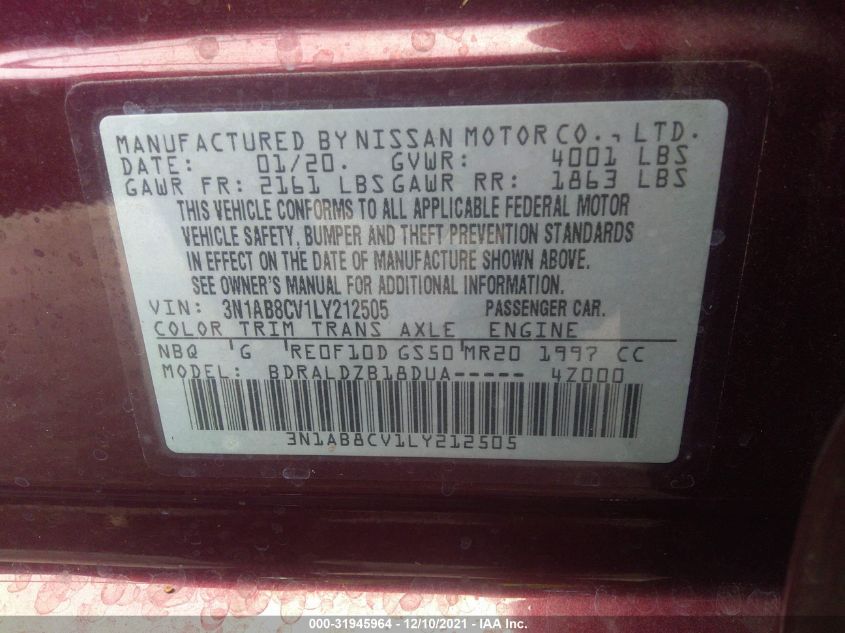 MANUFACTURED BY NISSAN MOTOR CO., LTD.
DATE: 01/20. GVWR: 4001 LBS
GAWR FR: 2161 LBS GAWR RR: 1863 LBS
THIS VEHICLE CONFORMS TO ALL APPLICABLE FEDERAL MOTOR
VEHICLE SAFETY, BUMPER AND THEFT PREVENTION STANDARDS
IN EFFECT ON THE DATE OF MANUFACTURE SHOWN ABOVE.
SEE OWNER'S MANUAL FOR ADDITIONAL INFORMATION.
VIN: 3N1AB8CV1LY212505 PASSENGER CAR.
COLOR TRIM TRANS AXLE ENGINE
NBQ G RE0F10D GS50 MR20 1997 CC
MODEL: BDRALDZB18DUA----- 4Z000
3N1AB8CV1LY212505
000-31945964 - 12/10/2021 - IAA Inc.